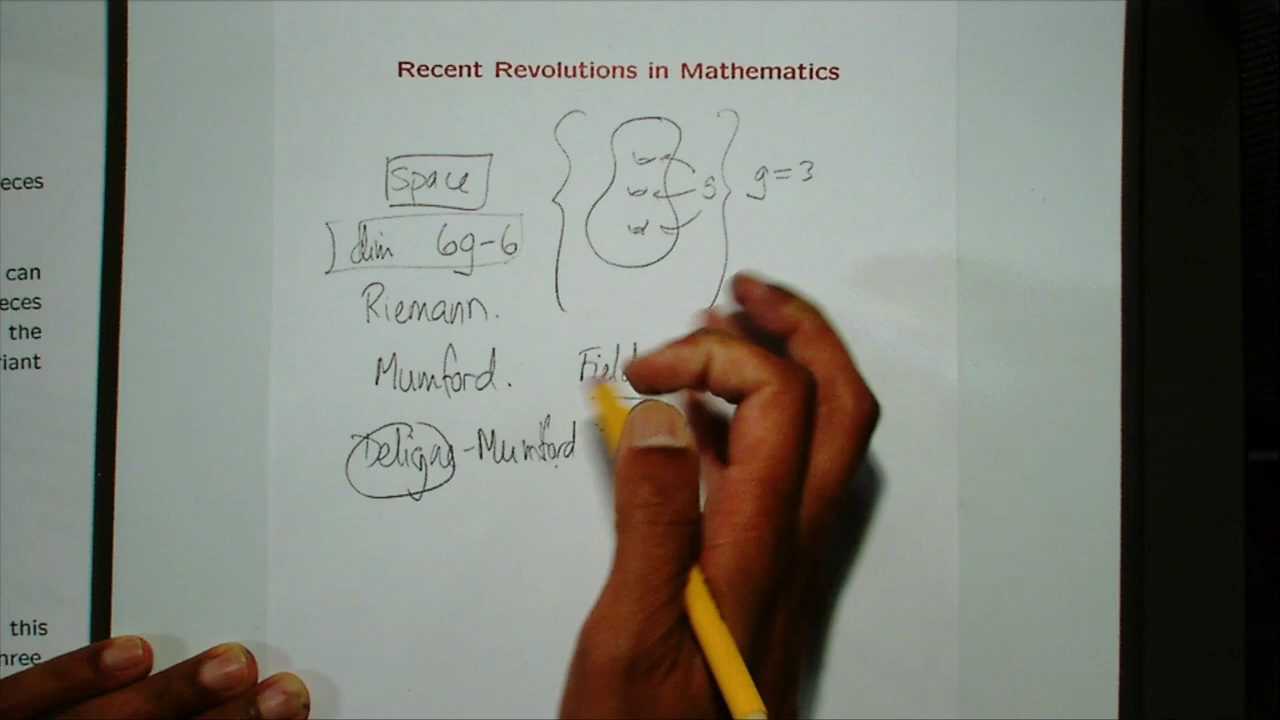 Recent Revolutions in Mathematics
space
g
g=3
dim 6g-6
Riemann.
Mumford. Field
Deligne-Mumford
eces
can
eces
the
iant
this
hree